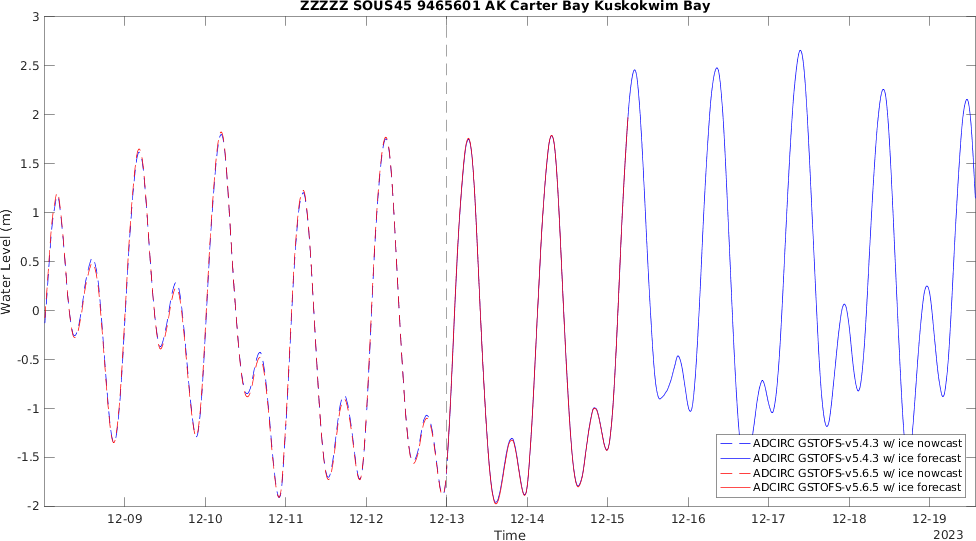 ZZZZZ SOUS45 9465601 AK Carter Bay Kuskokwim Bay
Water Level (m)
3
2.5
2
1.5
1
0.5
0
-0.5
-1
-1.5
-2
ADCIRC GSTOFS-v5.4.3 w/ ice nowcast
ADCIRC GSTOFS-v5.4.3 w/ ice forecast
ADCIRC GSTOFS-v5.6.5 w/ ice nowcast
ADCIRC GSTOFS-v5.6.5 w/ ice forecast
12-09 12-10 12-11 12-12 12-13 12-14 12-15 12-16 12-17 12-18 12-19
Time
2023